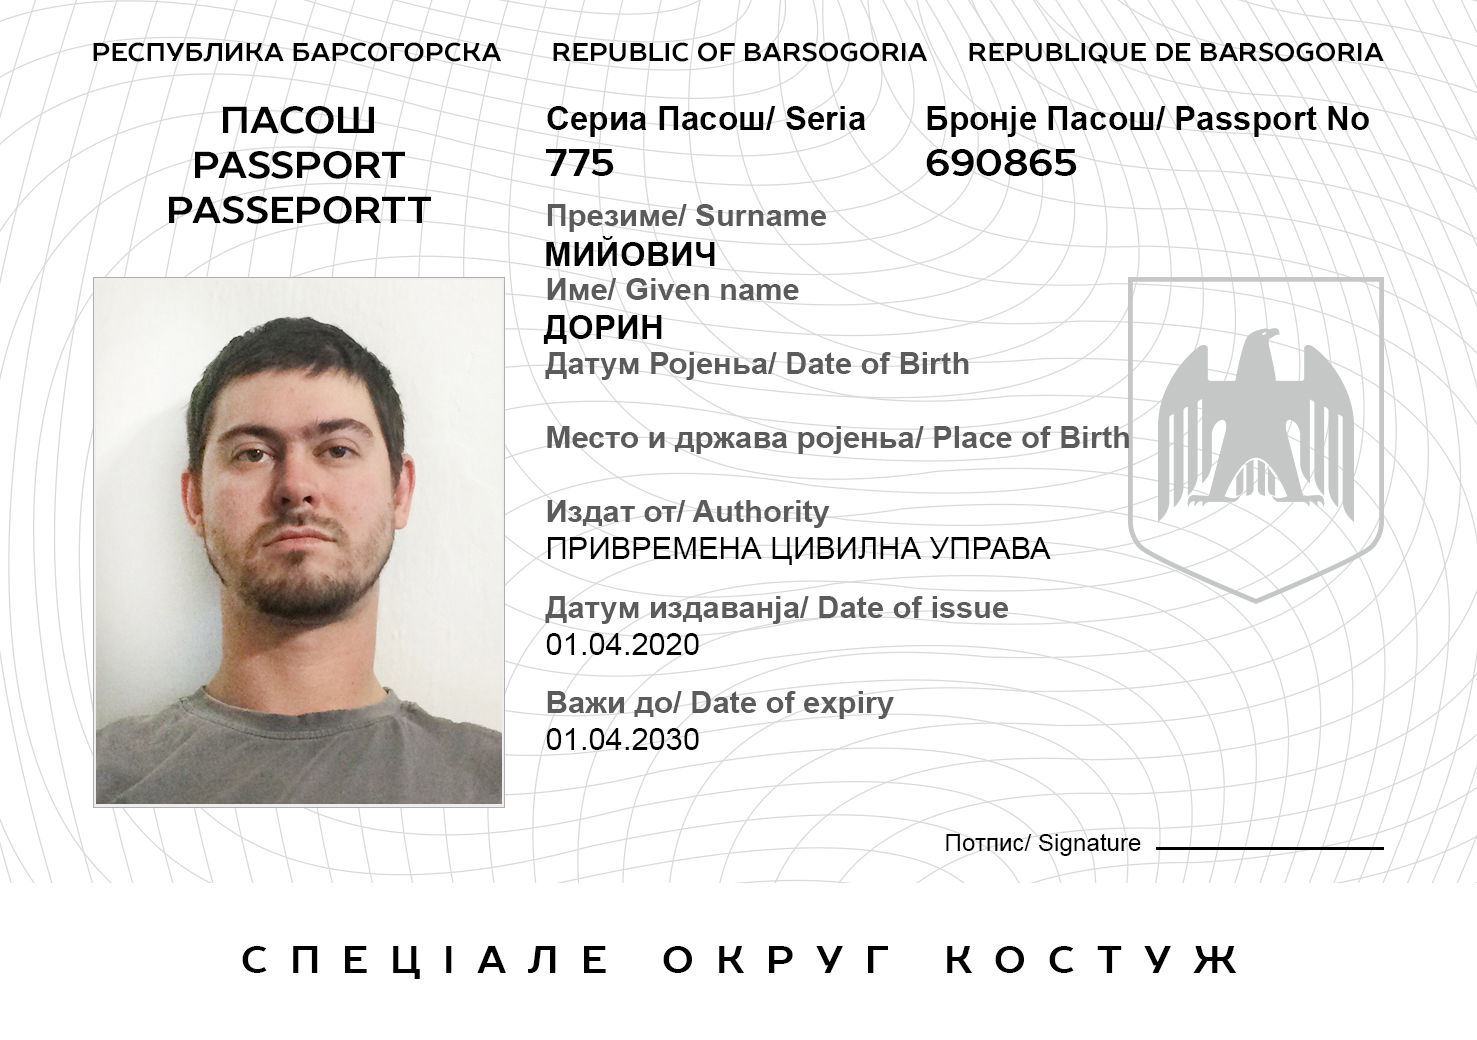 РЕСПУБЛИКА БАРСОГОРСКА REPUBLIC OF BARSOGORIA REPUBLIQUE DE BARSOGORIA
ПАСОШ
PASSPORT
PASSEPORTT
Сериа Пасош/ Seria
775
Бронје Пасош/ Passport No
690865
Презиме/ Surname
МИЙОВИЧ
Име/ Given name
ДОРИН
Датум Ројења/ Date of Birth
Место и држава ројења/ Place of Birth
Издат от/ Authority
ПРИВРЕМЕНА ЦИВИЛНА УПРАВА
Датум издаванја/ Date of issue
01.04.2020
Важи до/ Date of expiry
01.04.2030
Потпис/ Signature
СПЕЦІАЛЕ ОКРУГ КОСТУЖ